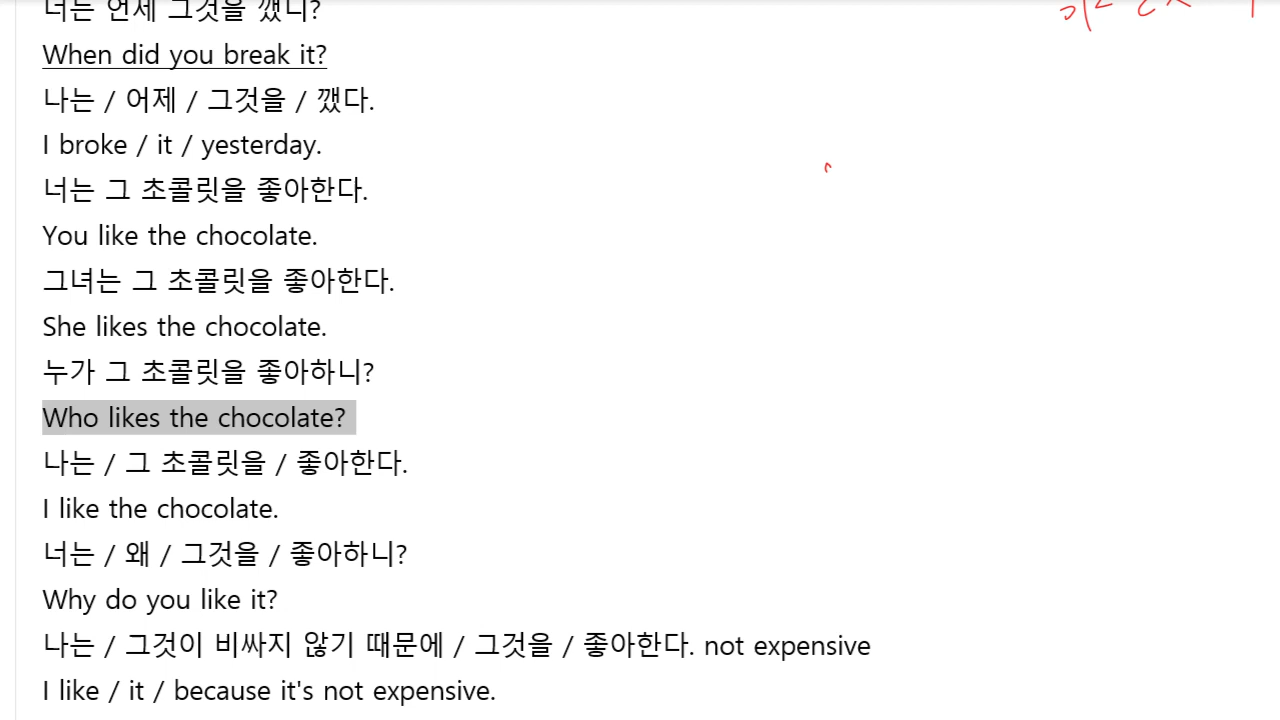 너는 언제 그것을 깼니?
When did you break it?
나는 / 어제 / 그것을 / 깼다.
I broke / it / yesterday.
너는 그 초콜릿을 좋아한다.
You like the chocolate.
그녀는 그 초콜릿을 좋아한다.
She likes the chocolate.
누가 그 초콜릿을 좋아하니?
Who likes the chocolate?
나는 / 그 초콜릿을 / 좋아한다.
I like the chocolate.
너는 / 왜 / 그것을 / 좋아하니?
Why do you like it?
나는 / 그것이 비싸지 않기 때문에 / 그것을 / 좋아한다. not expensive
I like / it / because it's not expensive.